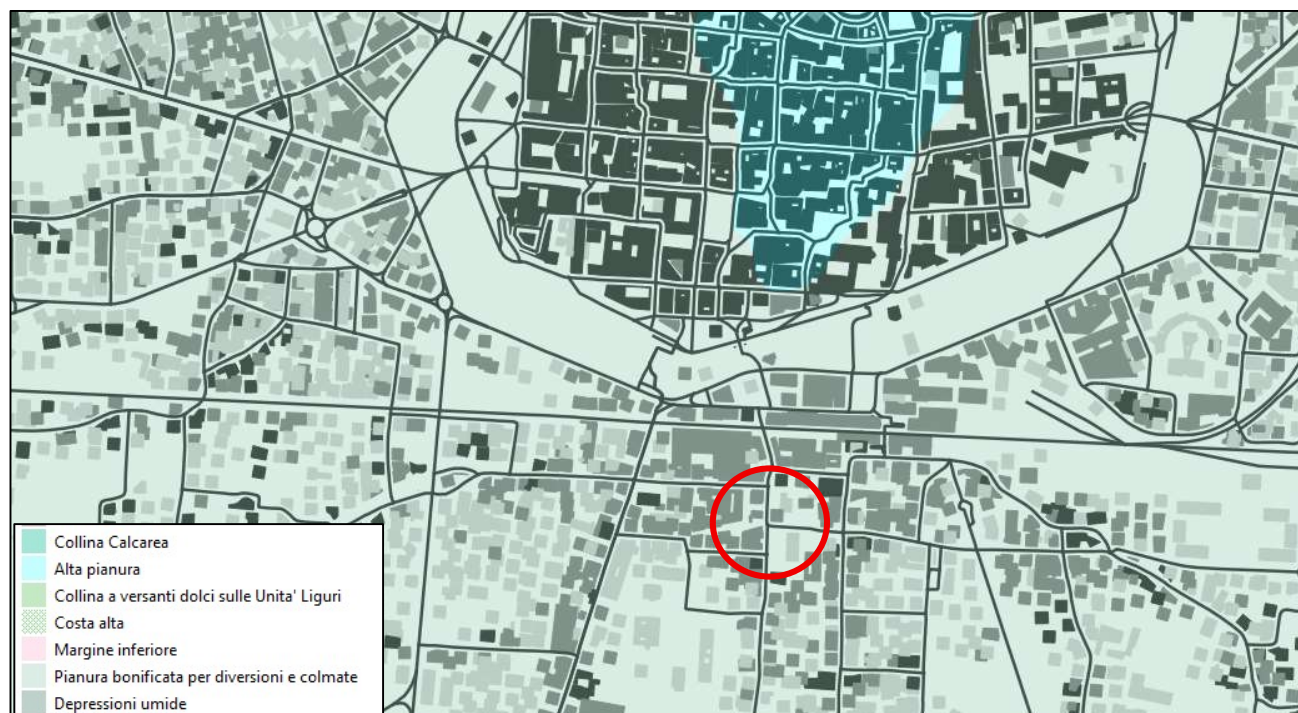 Collina Calcarea
Alta pianura
Collina a versanti dolci sulle Unita' Liguri
Costa alta
Margine inferiore
Pianura bonificata per diversioni e colmate
Depressioni umide